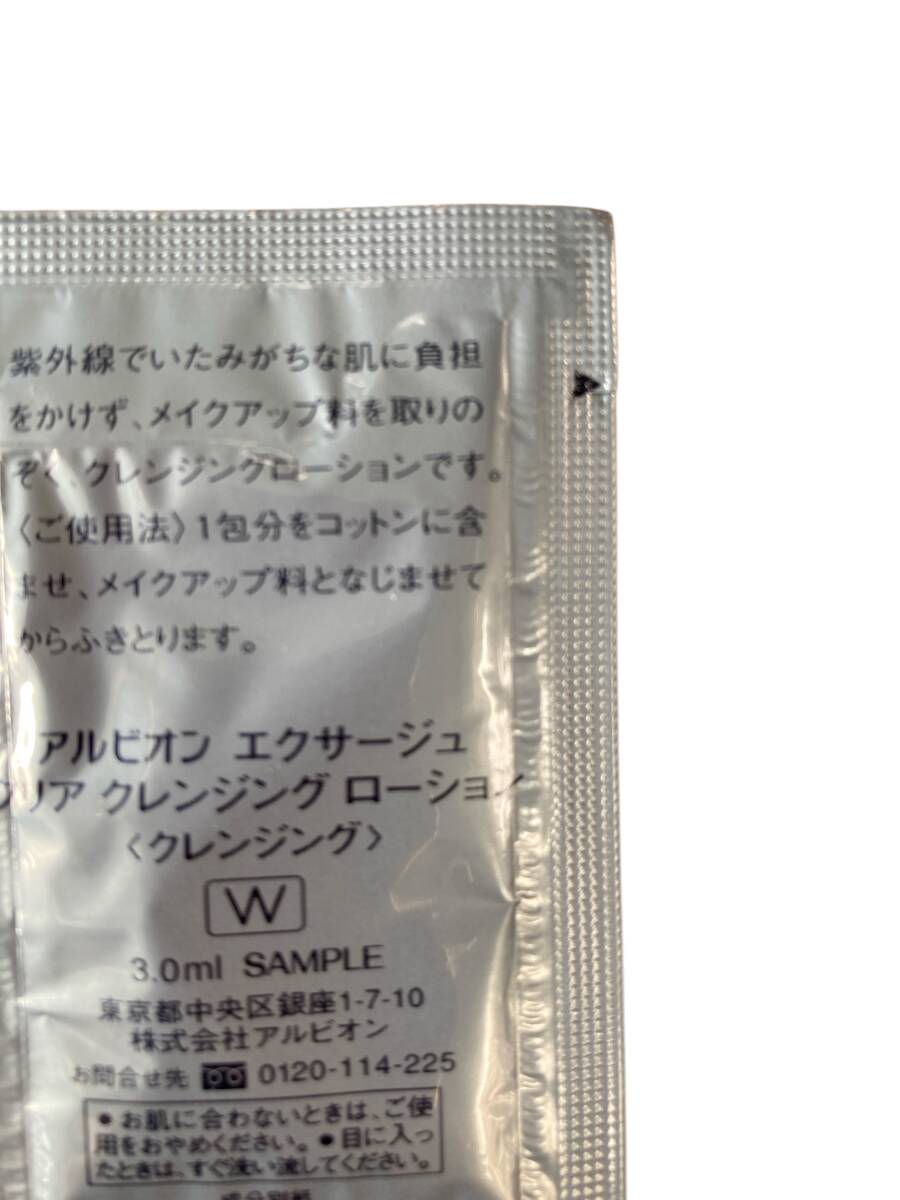 紫外線でいたみがちな肌に負担
をかけず、メイクアップ料を取りの
ぞく、クレンジングローションです。
〈ご使用法〉1包分をコットンに含
ませ、メイクアップ料となじませて
からふきとります。
アルビオン エクサージュ
クリア クレンジング ローション
〈クレンジング〉
W
3.0ml SAMPLE
東京都中央区銀座1-7-10
株式会社アルビオン
お問合せ先 0120-114-225
●お肌に合わないときは、ご使
用をおやめください。●目に入っ
たときは、すぐ洗い流してください。